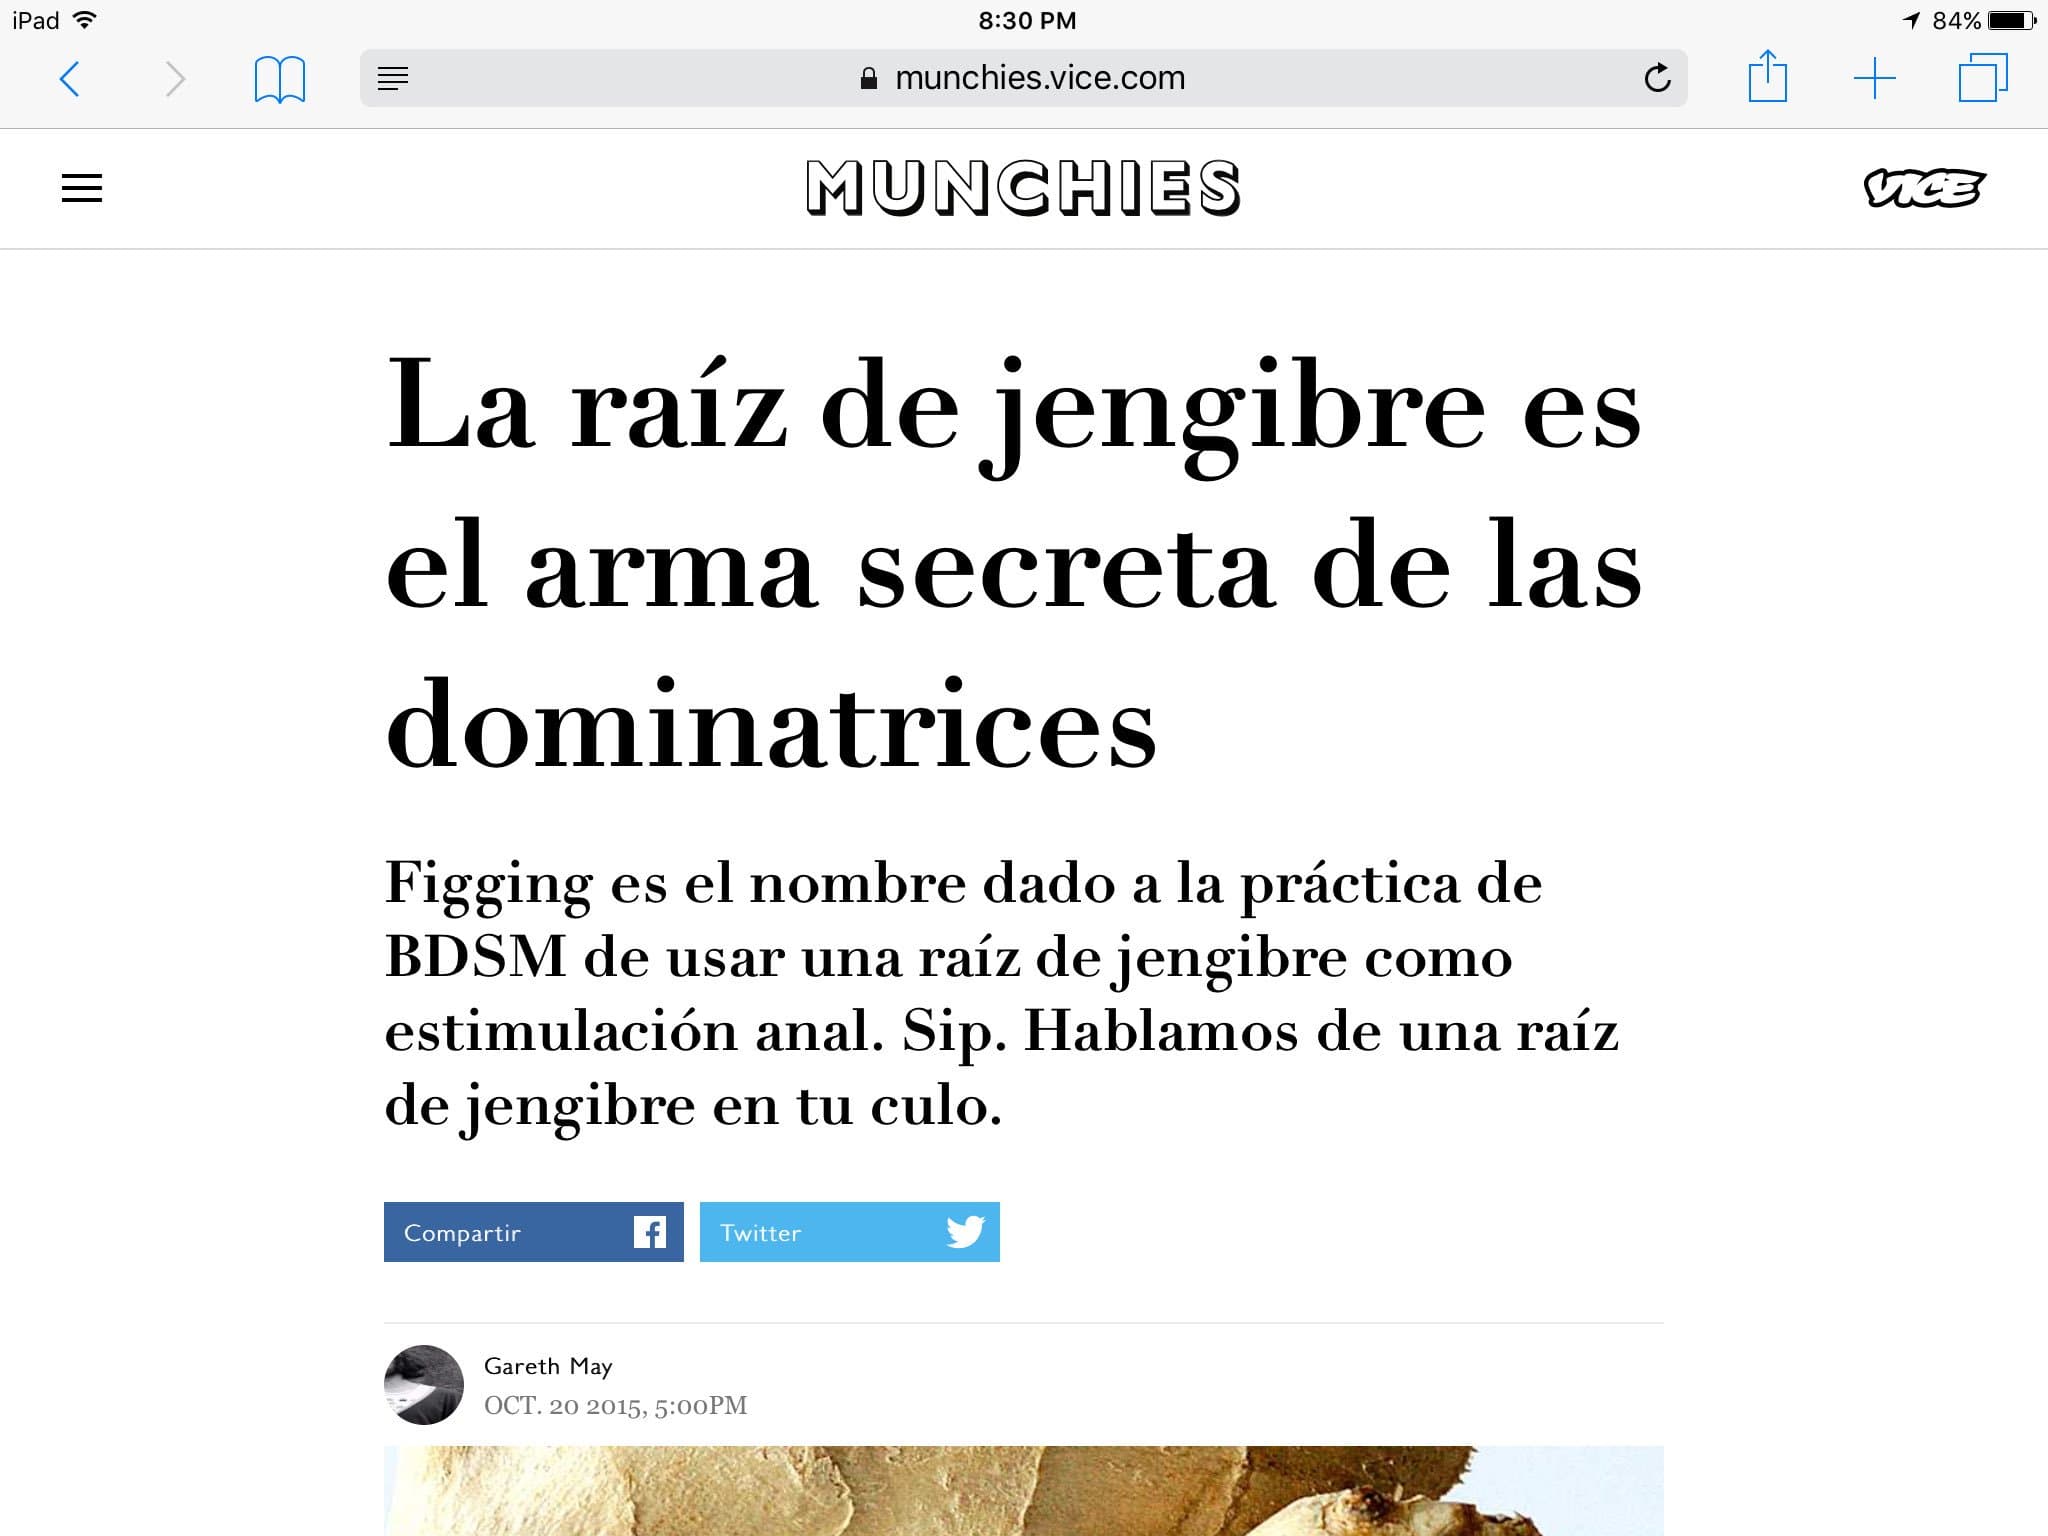 iPad 8:30 PM 84%
munchies.vice.com
MUNCHIES VICE
La raíz de jengibre es
el arma secreta de las
dominatrices
Figging es el nombre dado a la práctica de
BDSM de usar una raíz de jengibre como
estimulación anal. Sip. Hablamos de una raíz
de jengibre en tu culo.
Compartir Twitter
Gareth May
OCT. 20 2015, 5:00PM